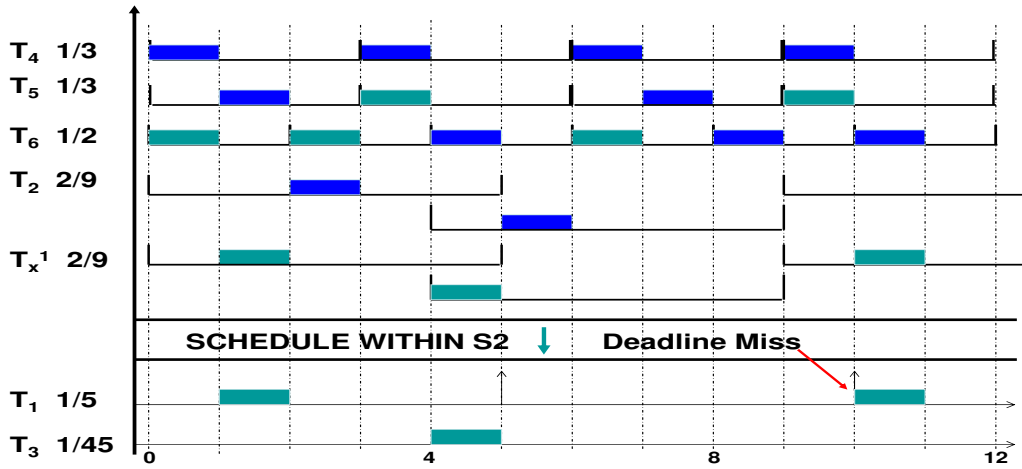 T₄ 1/3
T₅ 1/3
T₆ 1/2
T₂ 2/9
Tₓ¹ 2/9
SCHEDULE WITHIN S2 Deadline Miss
T₁ 1/5
T₃ 1/45
0 4 8 12